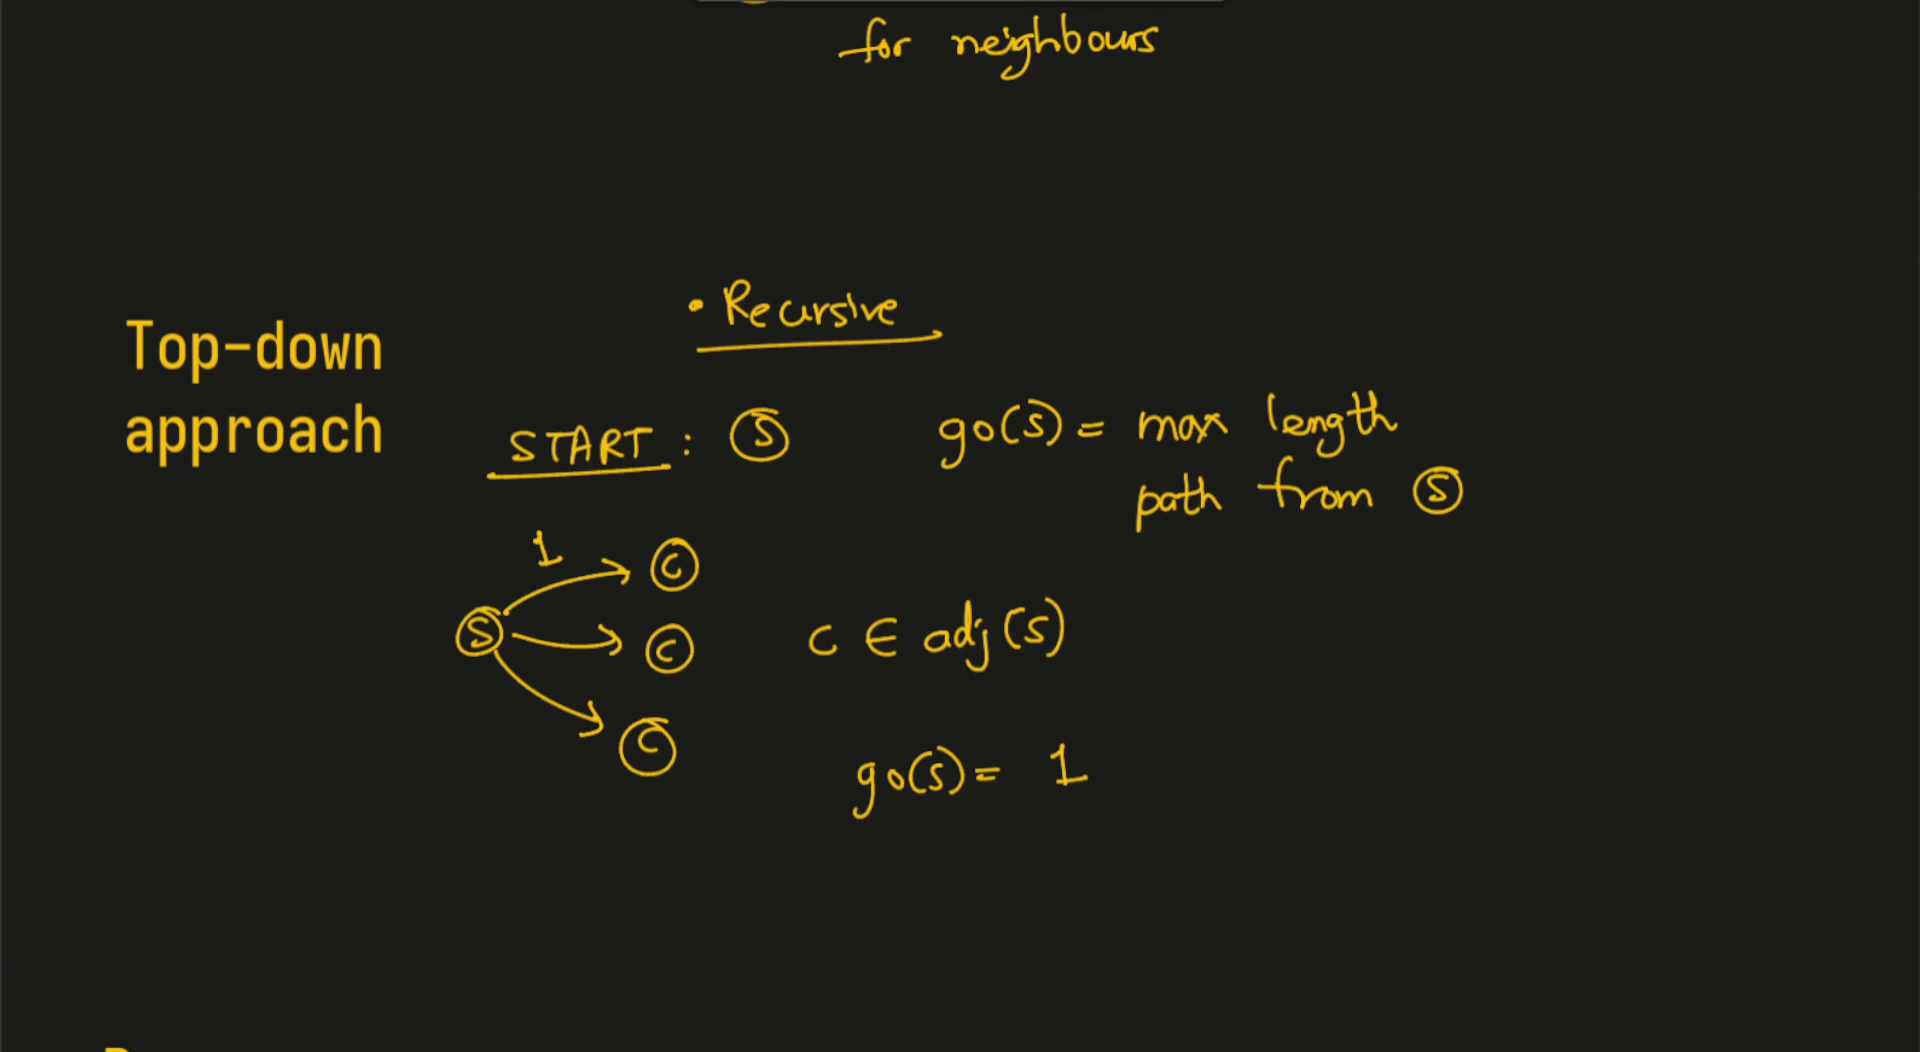 for neighbours
• Recursive
Top-down
approach
START : S
go(s) = max length
path from S
1
C
S
C
C
C ∈ adj(s)
go(s) = 1